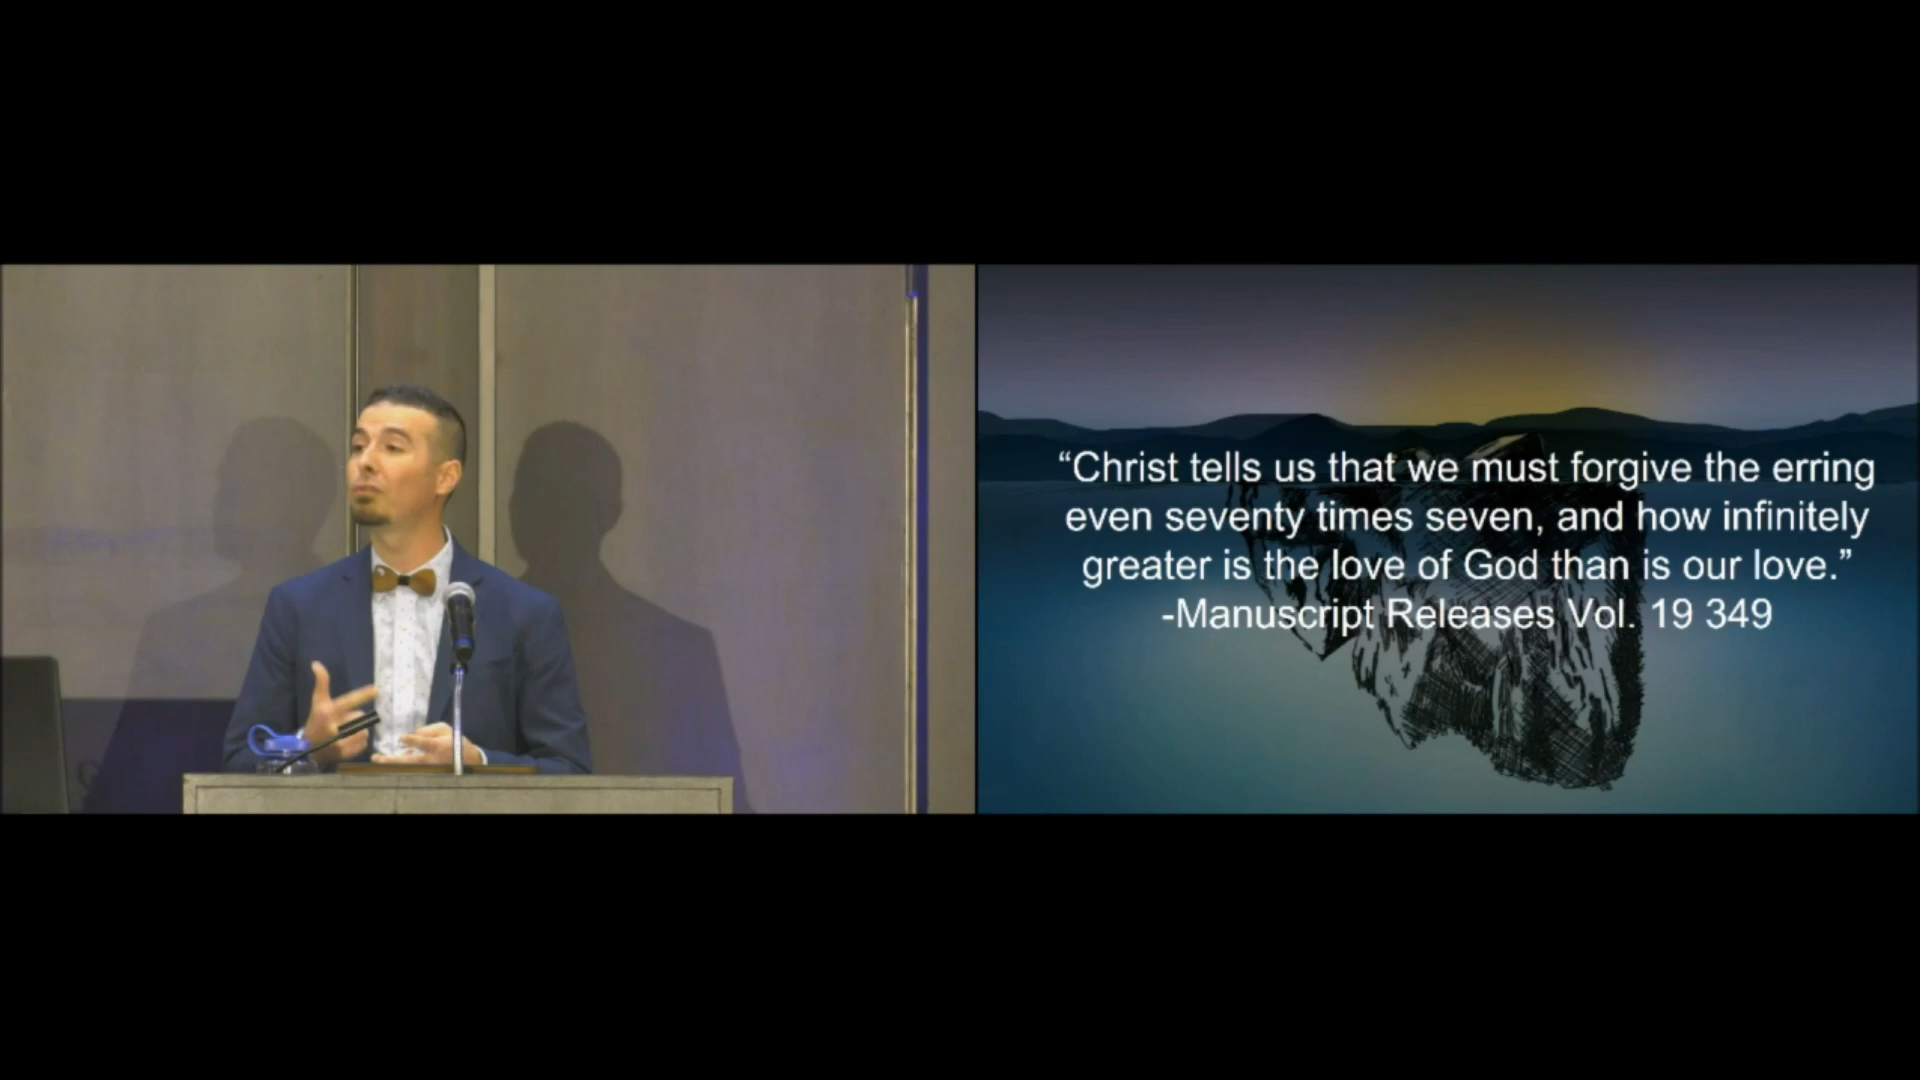 “Christ tells us that we must forgive the erring
even seventy times seven, and how infinitely
greater is the love of God than is our love.”
-Manuscript Releases Vol. 19 349